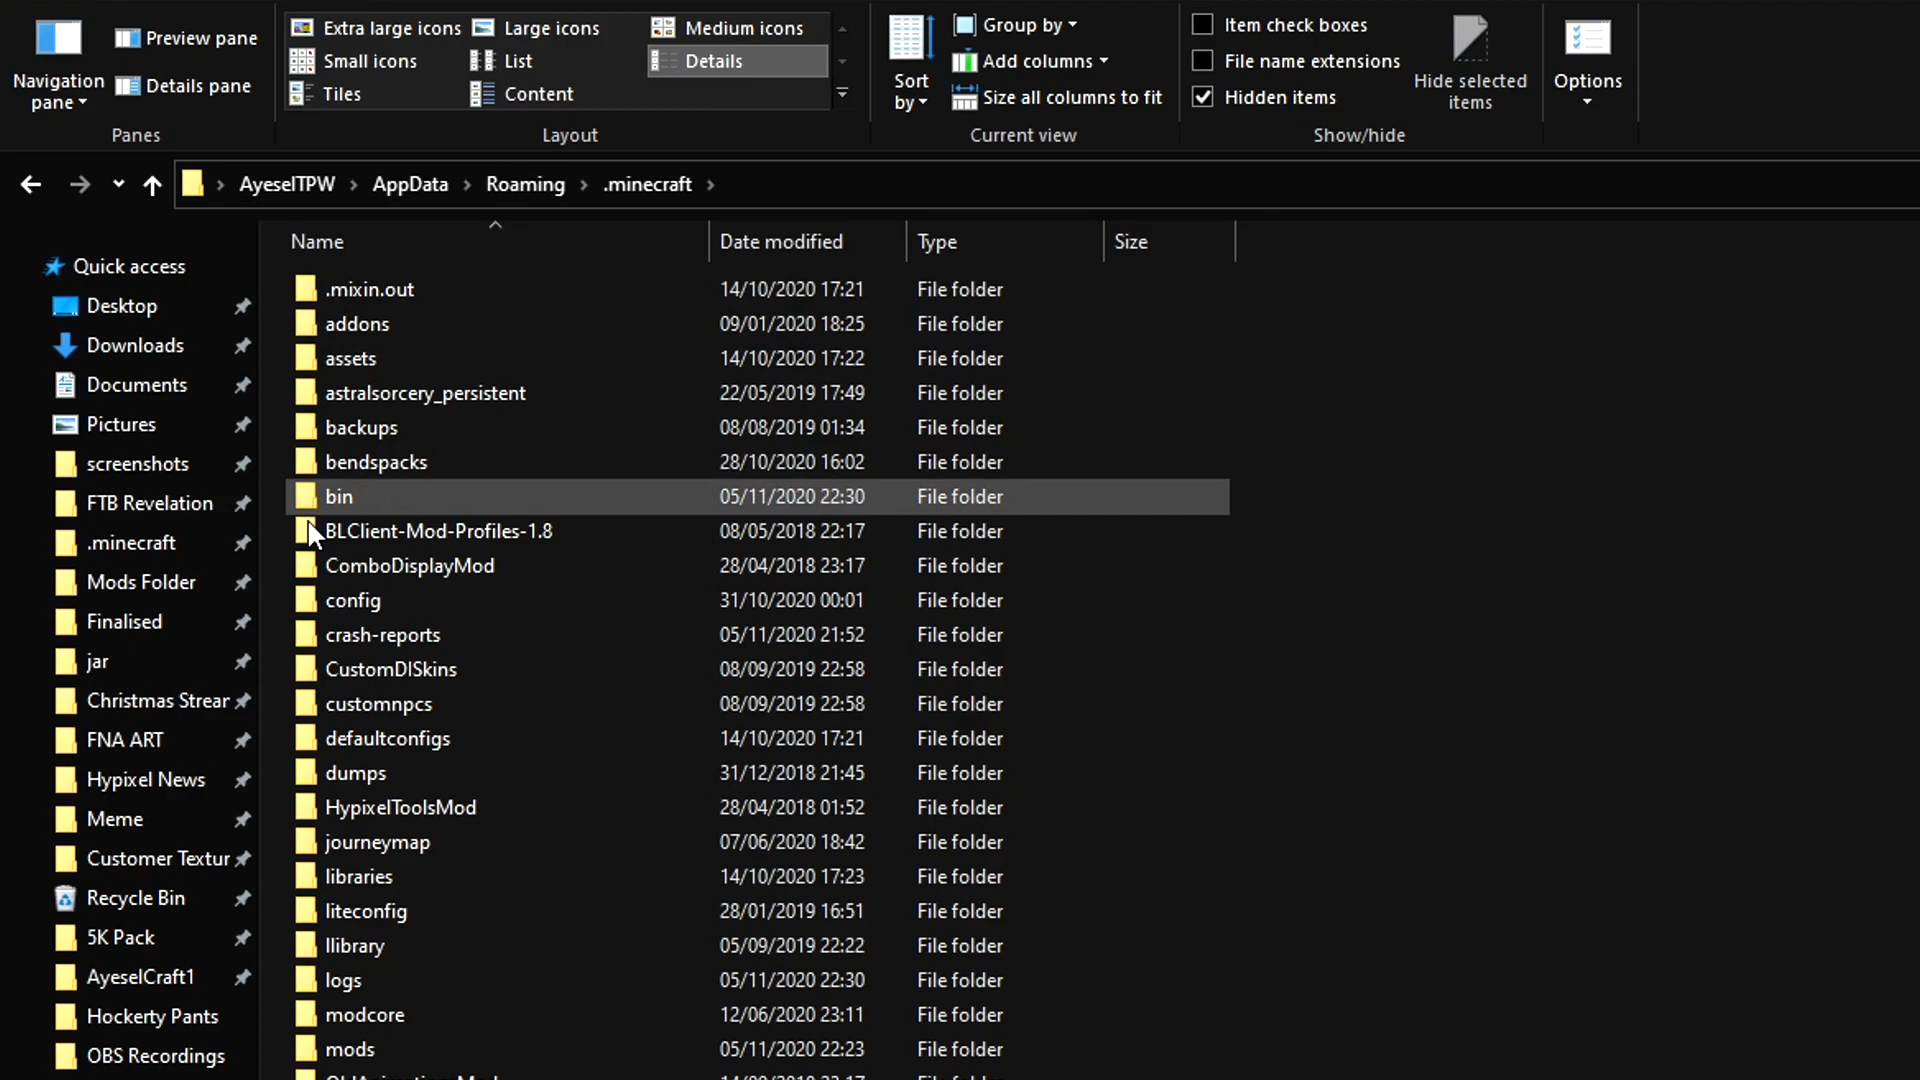 Navigation pane
Preview pane
Details pane
Panes
Extra large icons
Large icons
Medium icons
Small icons
List
Details
Tiles
Content
Layout
Sort by
Group by
Add columns
Size all columns to fit
Current view
Item check boxes
File name extensions
Hidden items
Hide selected items
Show/hide
Options
AyeselTPW > AppData > Roaming > .minecraft >
Name Date modified Type Size
Quick access
Desktop
Downloads
Documents
Pictures
screenshots
FTB Revelation
.minecraft
Mods Folder
Finalised
jar
Christmas Strear
FNA ART
Hypixel News
Meme
Customer Textur
Recycle Bin
5K Pack
AyeselCraft1
Hockerty Pants
OBS Recordings
.mixin.out 14/10/2020 17:21 File folder
addons 09/01/2020 18:25 File folder
assets 14/10/2020 17:22 File folder
astralsorcery_persistent 22/05/2019 17:49 File folder
backups 08/08/2019 01:34 File folder
bendspacks 28/10/2020 16:02 File folder
bin 05/11/2020 22:30 File folder
BLClient-Mod-Profiles-1.8 08/05/2018 22:17 File folder
ComboDisplayMod 28/04/2018 23:17 File folder
config 31/10/2020 00:01 File folder
crash-reports 05/11/2020 21:52 File folder
CustomDISkins 08/09/2019 22:58 File folder
customnpcs 08/09/2019 22:58 File folder
defaultconfigs 14/10/2020 17:21 File folder
dumps 31/12/2018 21:45 File folder
HypixelToolsMod 28/04/2018 01:52 File folder
journeymap 07/06/2020 18:42 File folder
libraries 14/10/2020 17:23 File folder
liteconfig 28/01/2019 16:51 File folder
llibrary 05/09/2019 22:22 File folder
logs 05/11/2020 22:30 File folder
modcore 12/06/2020 23:11 File folder
mods 05/11/2020 22:23 File folder